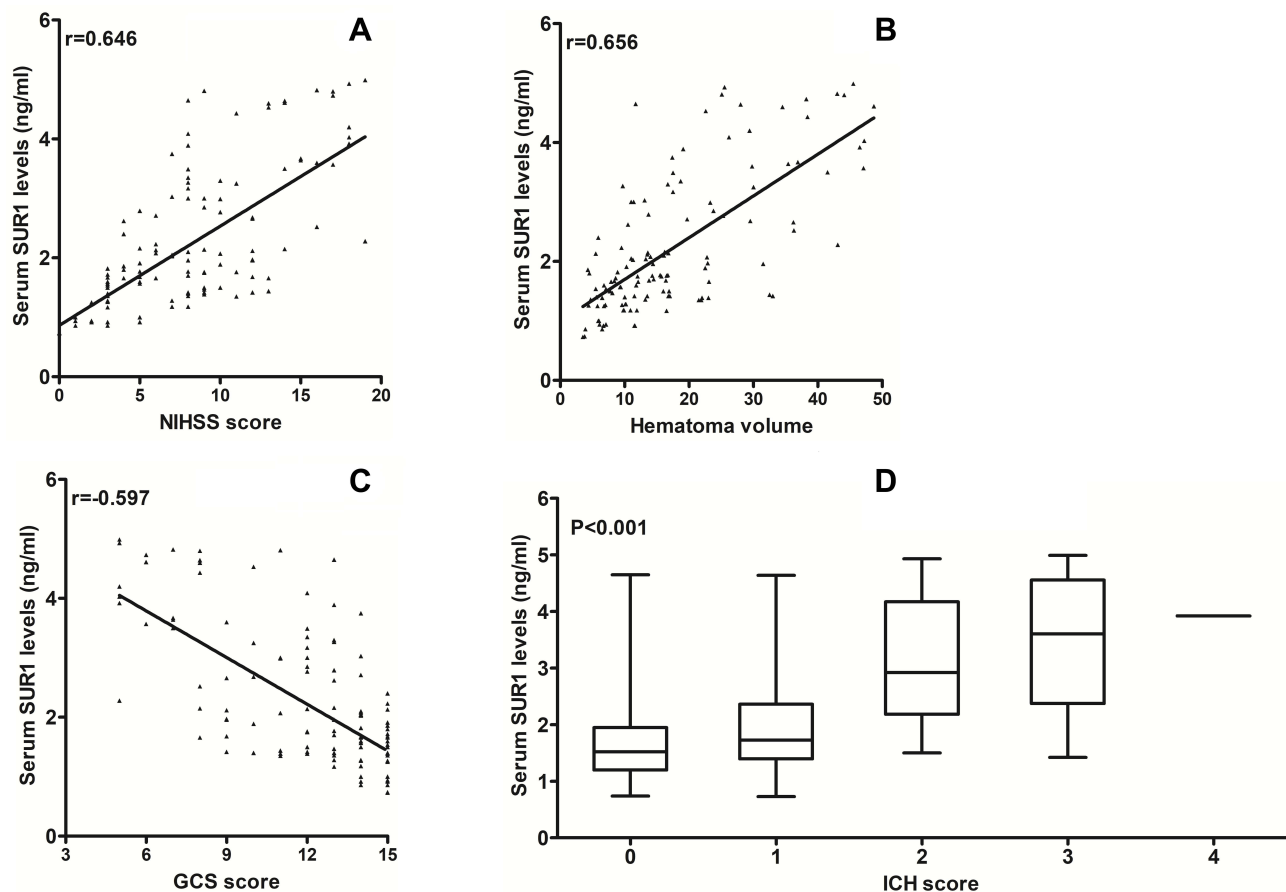 A
r=0.646
Serum SUR1 levels (ng/ml)
6
4
2
0
0 5 10 15 20
NIHSS score
B
r=0.656
Serum SUR1 levels (ng/ml)
6
4
2
0
0 10 20 30 40 50
Hematoma volume
C
r=-0.597
Serum SUR1 levels (ng/ml)
6
4
2
0
3 6 9 12 15
GCS score
D
P<0.001
Serum SUR1 levels (ng/ml)
6
5
4
3
2
1
0
0 1 2 3 4
ICH score